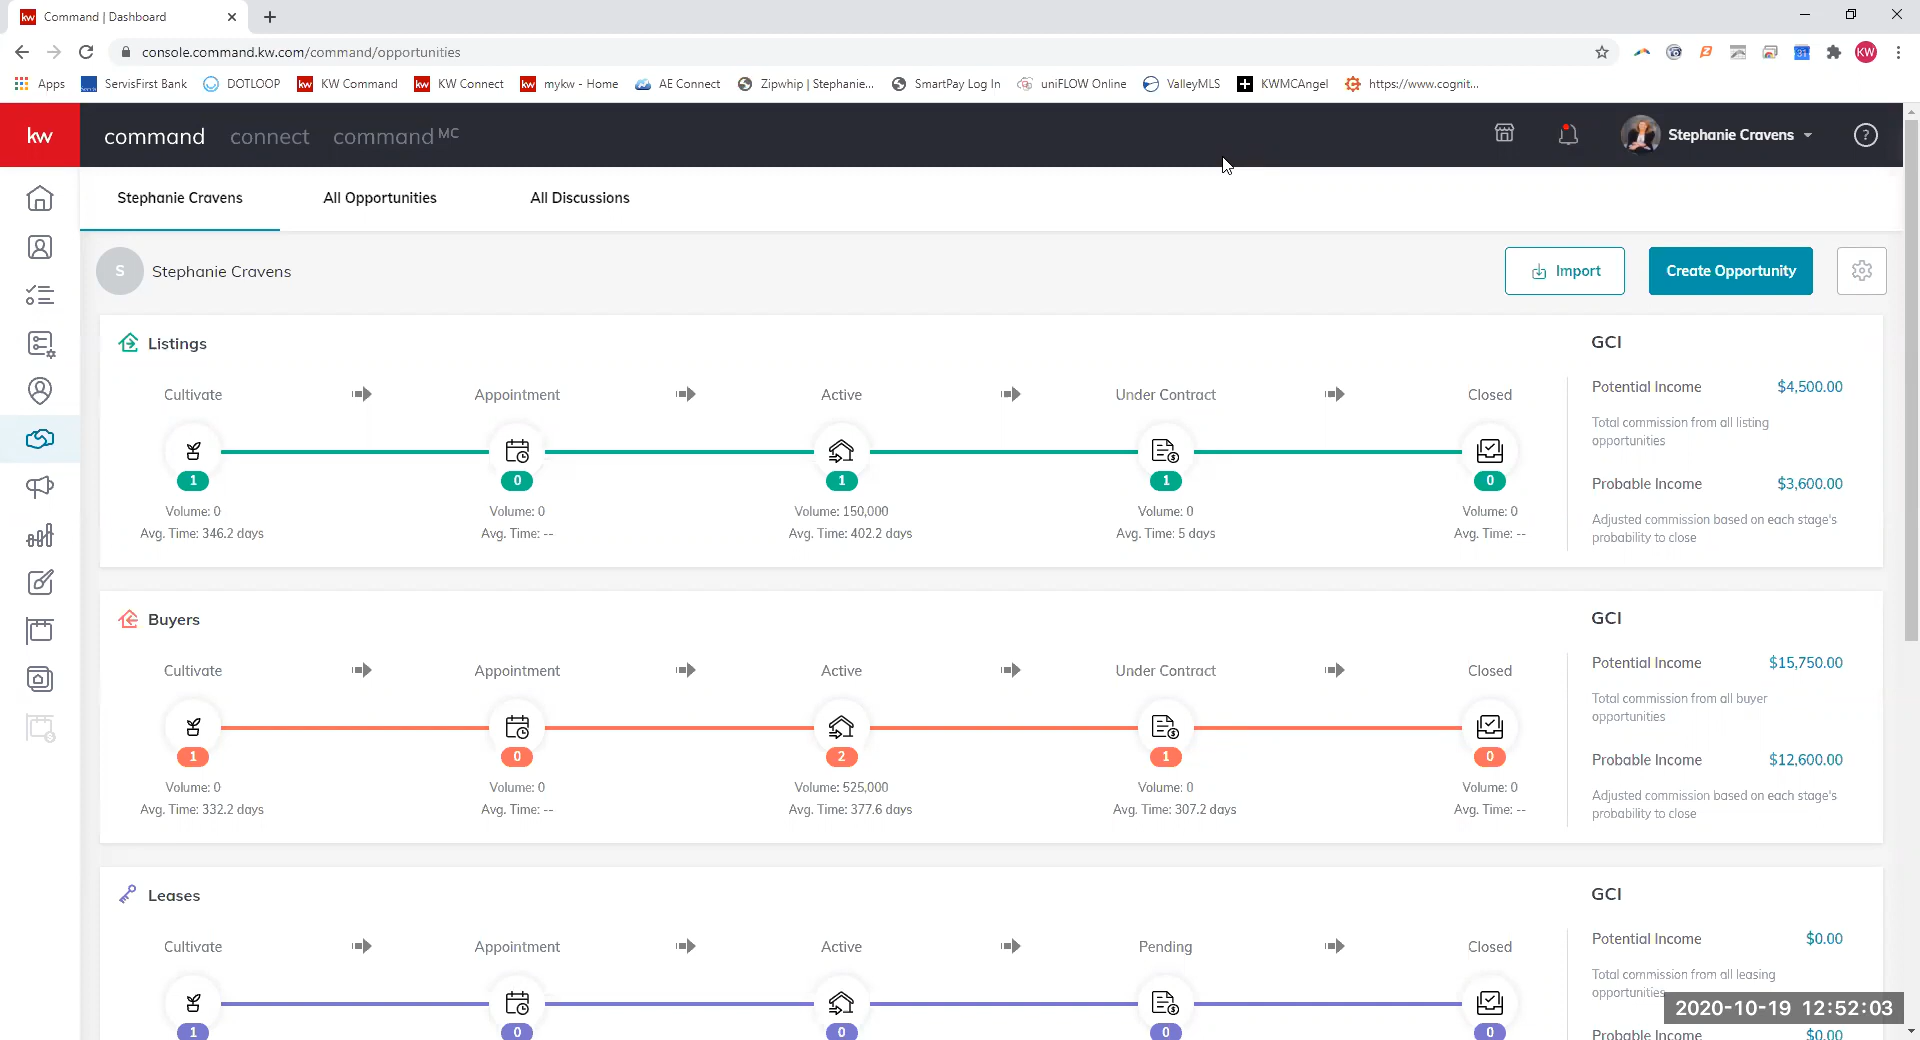 kw Command | Dashboard
console.command.kw.com/command/opportunities
KW
Apps ServisFirst Bank DOTLOOP kw KW Command kw KW Connect kw mykw - Home AE Connect Zipwhip | Stephanie... SmartPay Log In uniFLOW Online ValleyMLS KWMCAngel https://www.cognit...
kw command connect command MC Stephanie Cravens ?
Stephanie Cravens All Opportunities All Discussions
S Stephanie Cravens Import Create Opportunity
Listings GCI
Cultivate Appointment Active Under Contract Closed
1 0 1 1 0
Volume: 0 Volume: 0 Volume: 150,000 Volume: 0 Volume: 0
Avg. Time: 346.2 days Avg. Time: -- Avg. Time: 402.2 days Avg. Time: 5 days Avg. Time: --
Potential Income $4,500.00
Total commission from all listing
opportunities
Probable Income $3,600.00
Adjusted commission based on each stage's
probability to close
Buyers GCI
Cultivate Appointment Active Under Contract Closed
1 0 2 1 0
Volume: 0 Volume: 0 Volume: 525,000 Volume: 0 Volume: 0
Avg. Time: 332.2 days Avg. Time: -- Avg. Time: 377.6 days Avg. Time: 307.2 days Avg. Time: --
Potential Income $15,750.00
Total commission from all buyer
opportunities
Probable Income $12,600.00
Adjusted commission based on each stage's
probability to close
Leases GCI
Cultivate Appointment Active Pending Closed
1 0 0 0 0
Potential Income $0.00
Total commission from all leasing
opportunities
Probable Income $0.00
2020-10-19 12:52:03